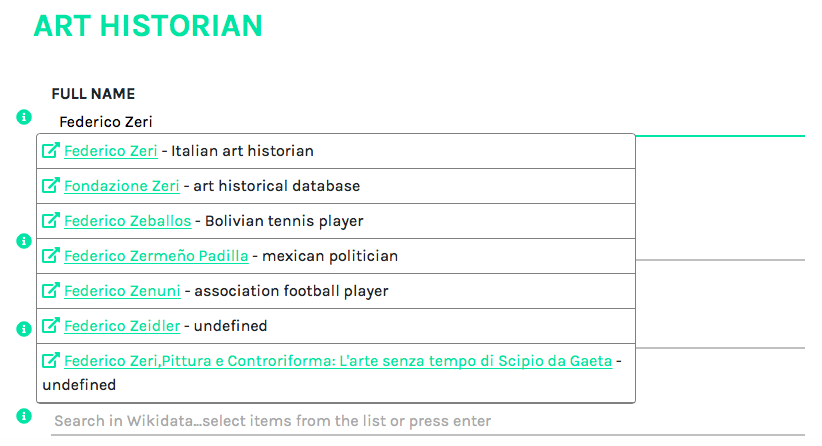 ART HISTORIAN
FULL NAME
Federico Zeri
Federico Zeri - Italian art historian
Fondazione Zeri - art historical database
Federico Zeballos - Bolivian tennis player
Federico Zermeño Padilla - mexican politician
Federico Zenuni - association football player
Federico Zeidler - undefined
Federico Zeri,Pittura e Controriforma: L'arte senza tempo di Scipio da Gaeta -
undefined
Search in Wikidata...select items from the list or press enter